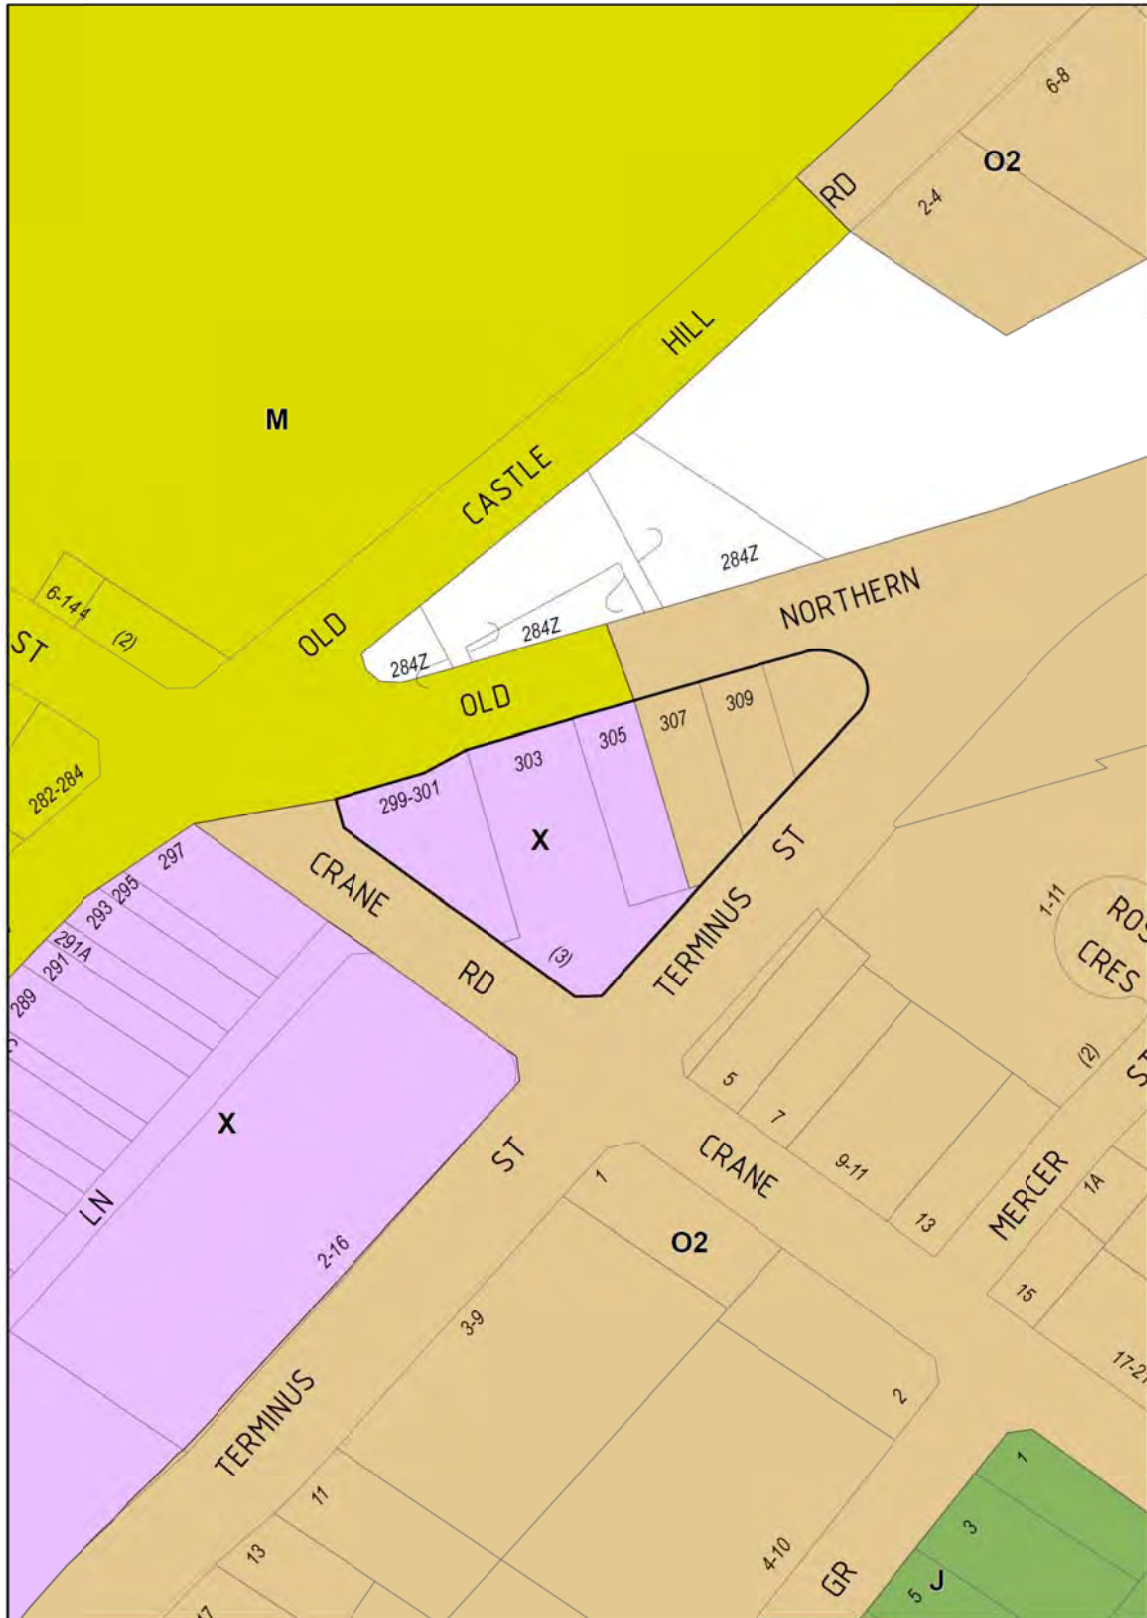 6-8
O2
RD
2-4
HILL
M
CASTLE
284Z
NORTHERN
6-144
(2)
ST
OLD
284Z
284Z
OLD
309
307
305
303
299-301
282-284
X
ST
297
CRANE
295
293
291A
291
289
(3)
TERMINUS
RD
1-11
CRES
(2)
5
7
X
ST
CRANE
9-11
13
MERCER
1A
LN
1
2-16
O2
15
3-9
2
TERMINUS
1
11
3
13
4-10
GR
5
J